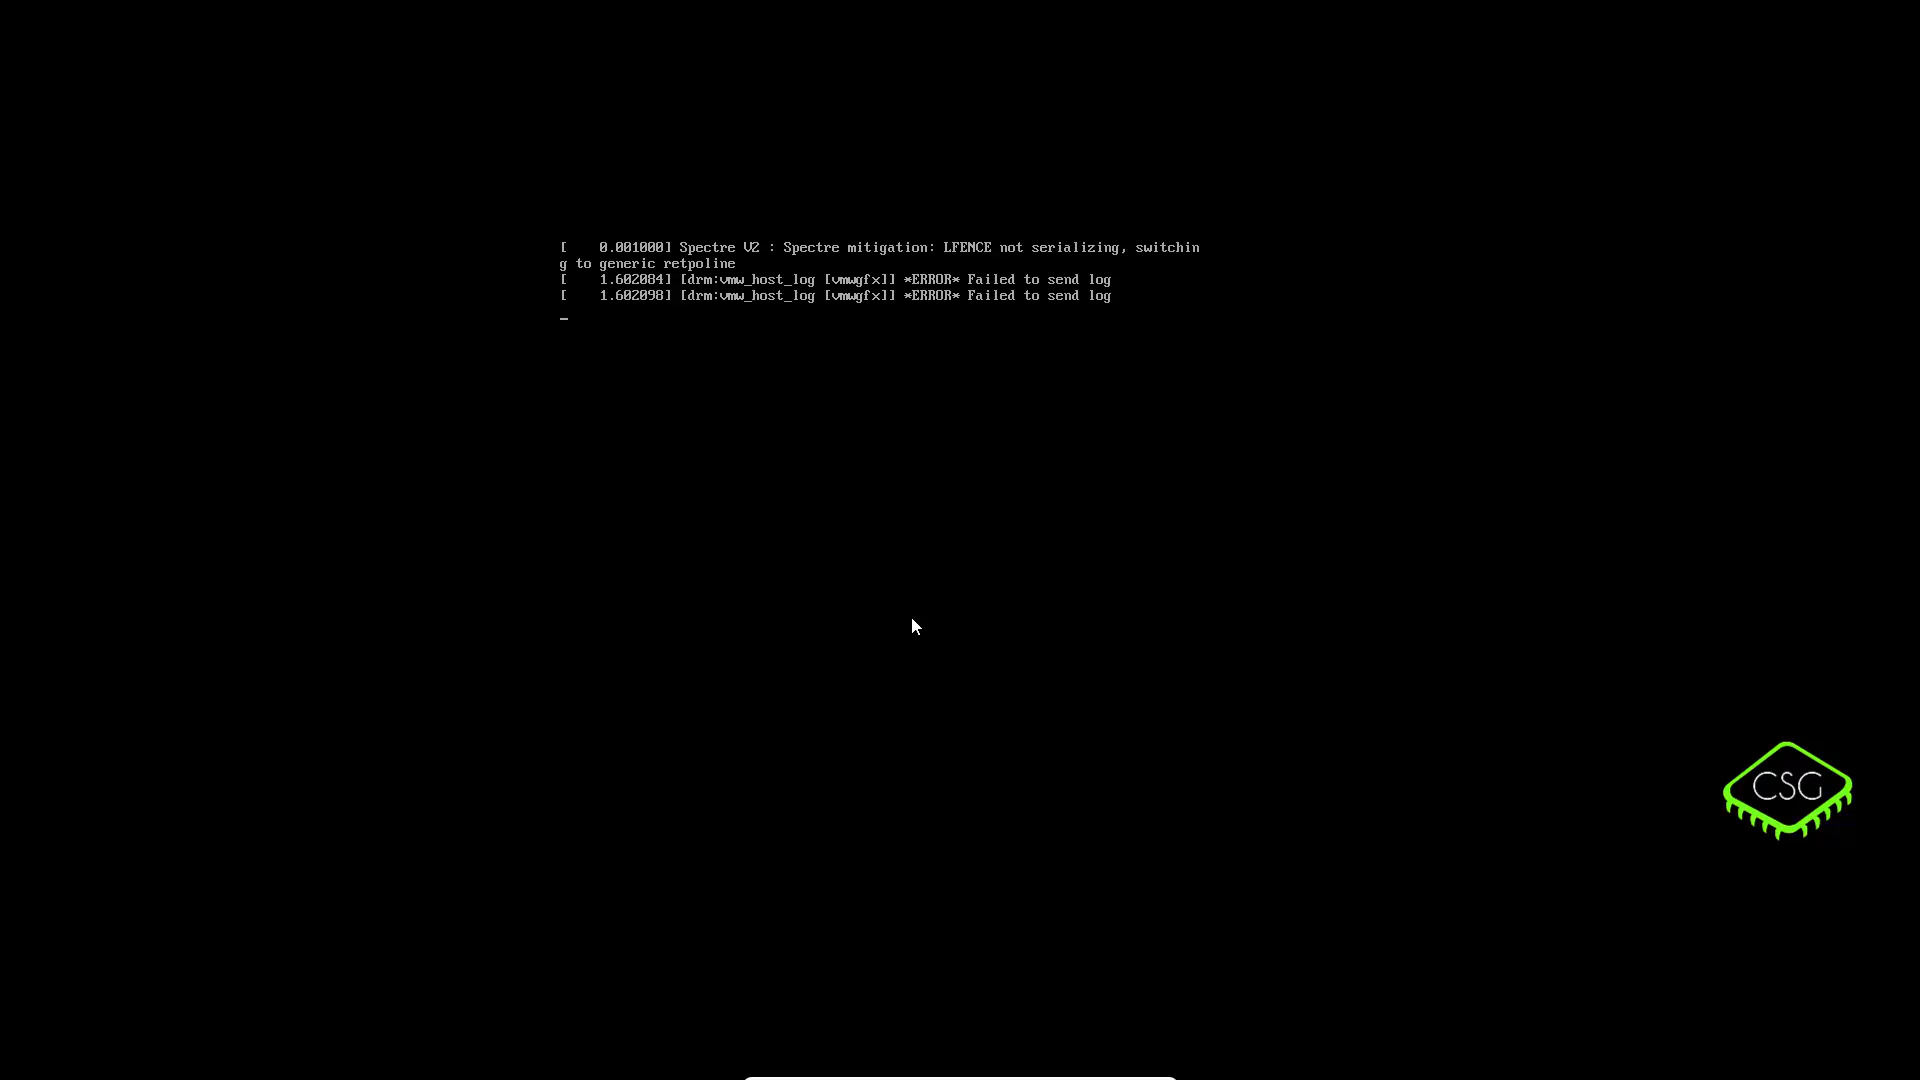 [    0.001000] Spectre V2 : Spectre mitigation: LFENCE not serializing, switchin
g to generic retpoline
[    1.602084] [drm:vmw_host_log [vmwgfx]] *ERROR* Failed to send log
[    1.602098] [drm:vmw_host_log [vmwgfx]] *ERROR* Failed to send log
_
CSG